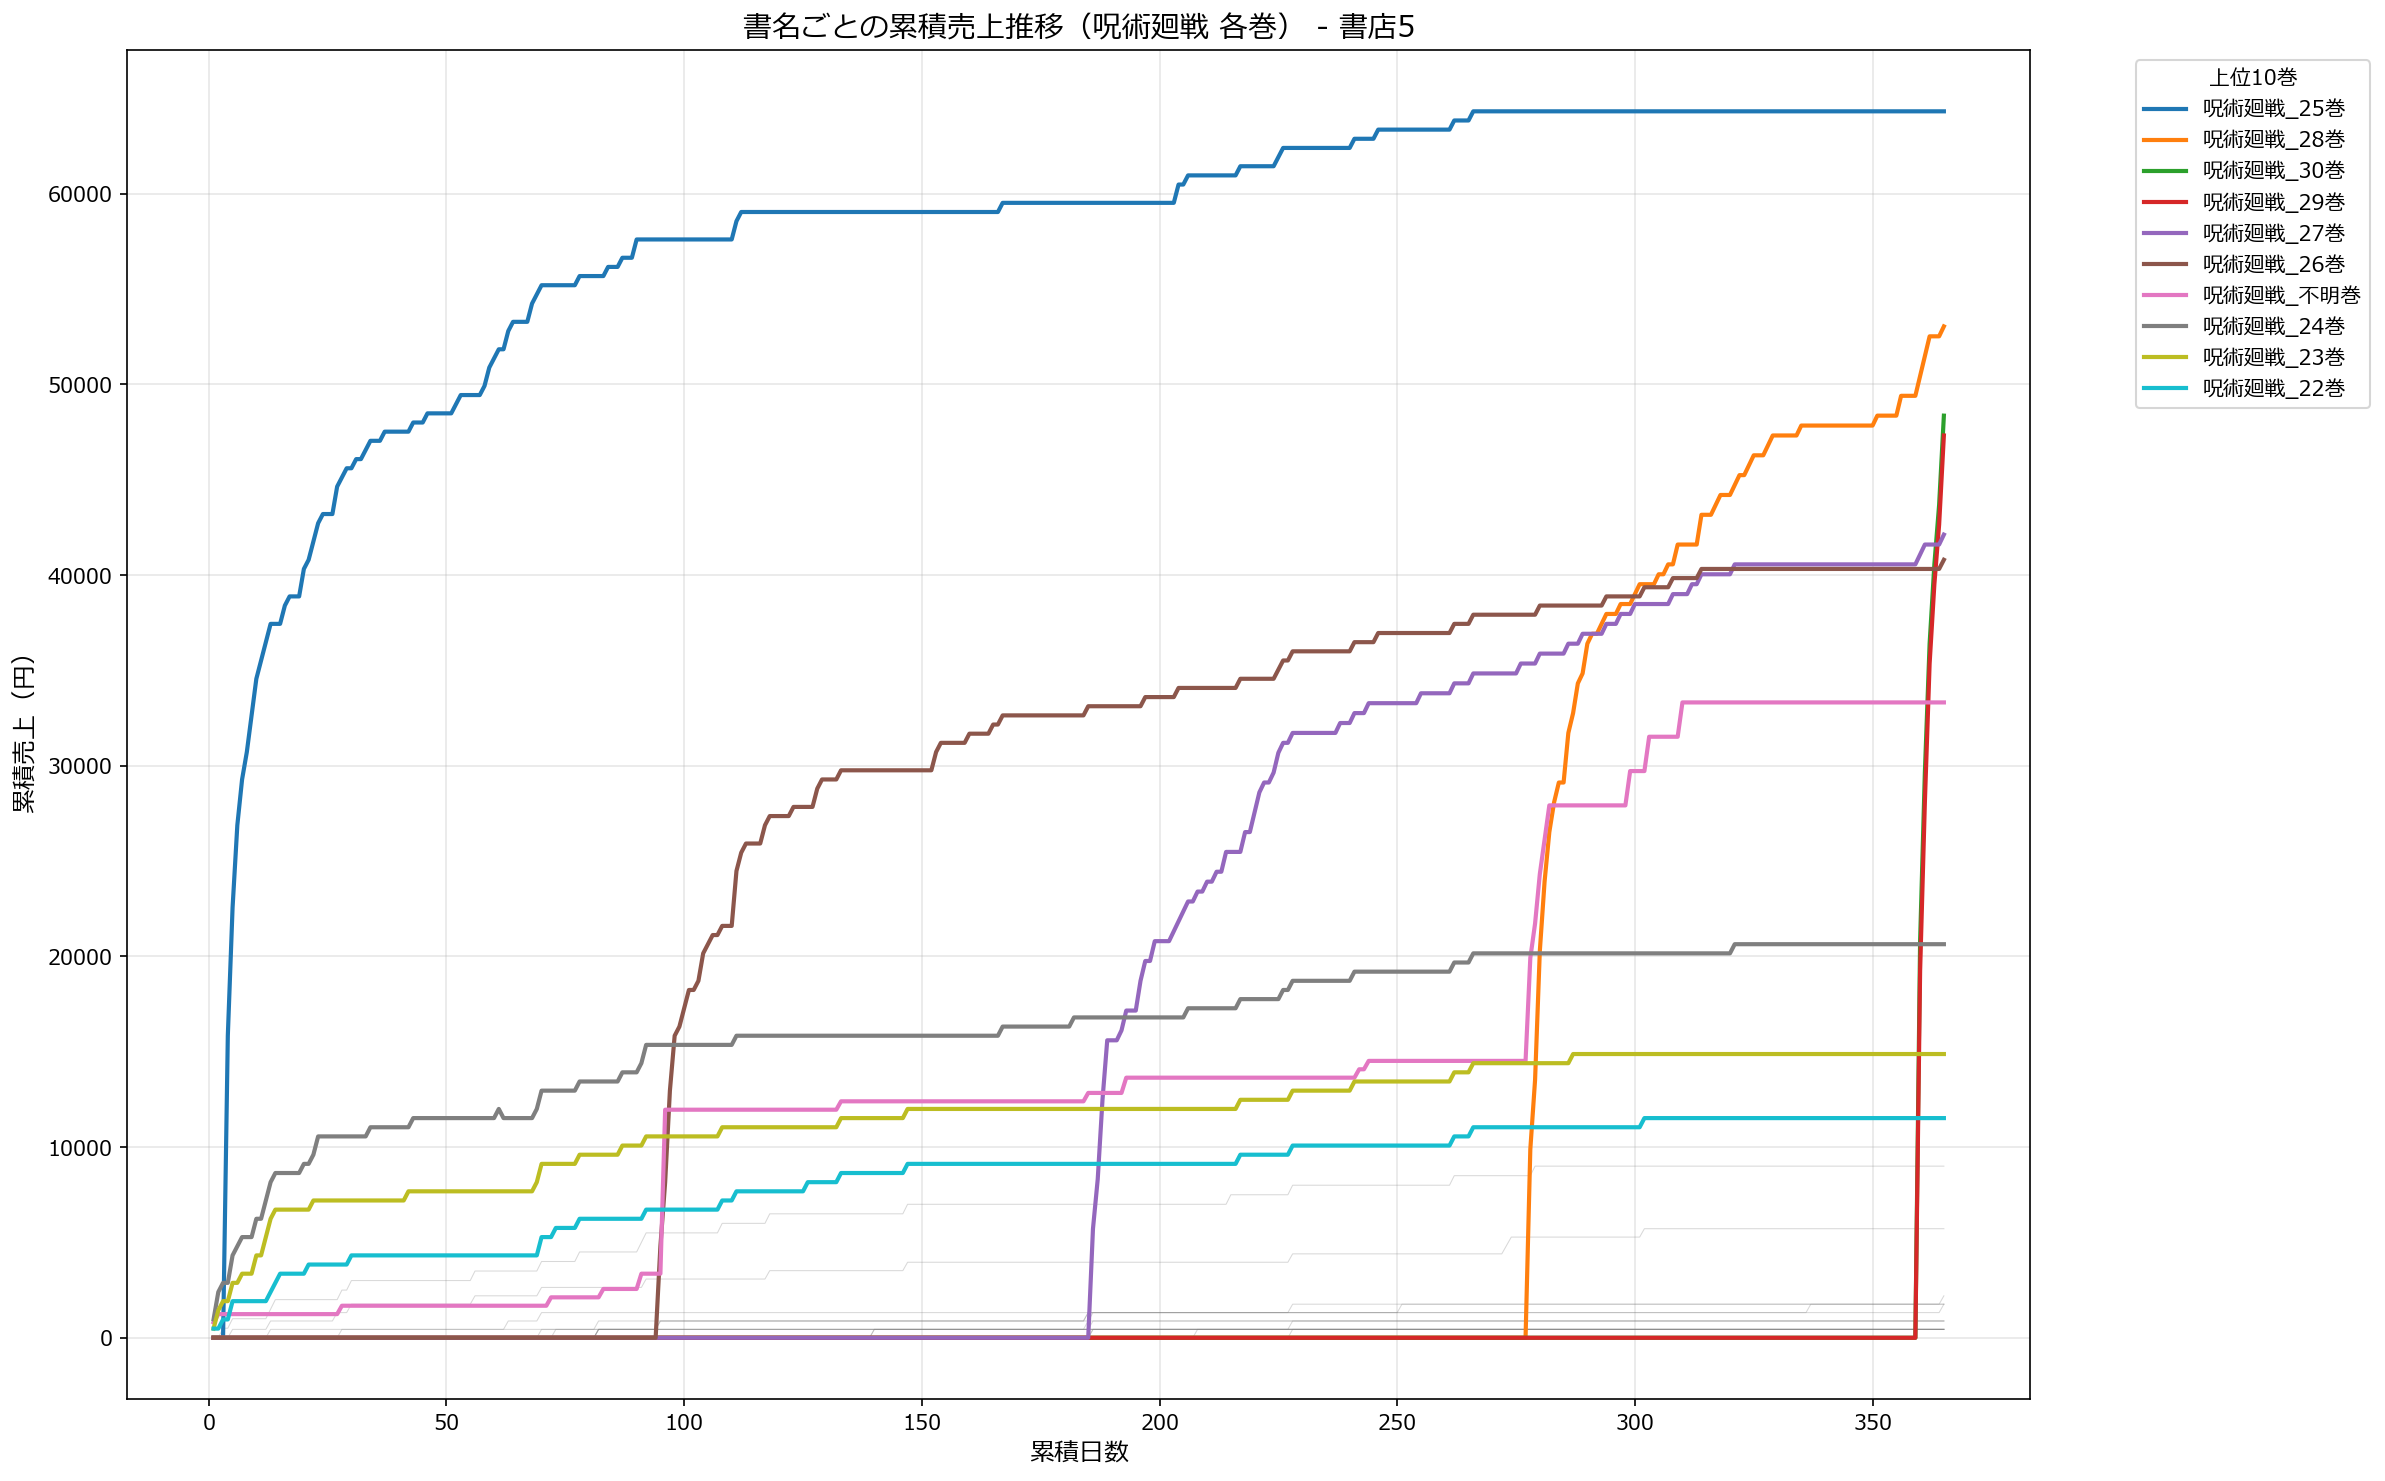 書名ごとの累積売上推移（呪術廻戦 各巻） - 書店5
累積売上（円）
60000
50000
40000
30000
20000
10000
0
0 50 100 150 200 250 300 350
累積日数
上位10巻
呪術廻戦_25巻
呪術廻戦_28巻
呪術廻戦_30巻
呪術廻戦_29巻
呪術廻戦_27巻
呪術廻戦_26巻
呪術廻戦_不明巻
呪術廻戦_24巻
呪術廻戦_23巻
呪術廻戦_22巻